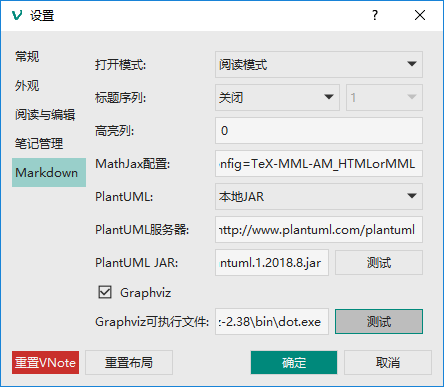 设置
常规
外观
阅读与编辑
笔记管理
Markdown
打开模式: 阅读模式
标题序列: 关闭 1
高亮列: 0
MathJax配置: nfig=TeX-MML-AM_HTMLorMML
PlantUML: 本地JAR
PlantUML服务器: http://www.plantuml.com/plantuml
PlantUML JAR: ntuml.1.2018.8.jar 测试
Graphviz
Graphviz可执行文件: z-2.38\bin\dot.exe 测试
重置VNote 重置布局 确定 取消